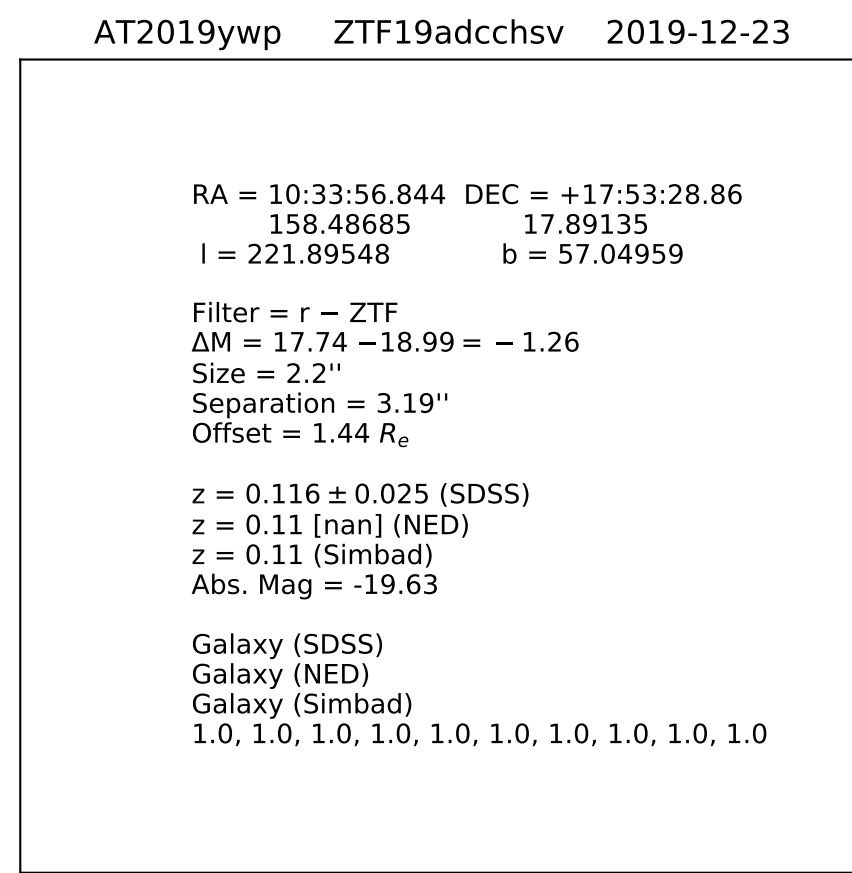 AT2019ywp ZTF19adcchsv 2019-12-23
RA = 10:33:56.844 DEC = +17:53:28.86
158.48685 17.89135
l = 221.89548 b = 57.04959
Filter = r − ZTF
ΔM = 17.74 −18.99 = − 1.26
Size = 2.2''
Separation = 3.19''
Offset = 1.44 Re
z = 0.116 ± 0.025 (SDSS)
z = 0.11 [nan] (NED)
z = 0.11 (Simbad)
Abs. Mag = -19.63
Galaxy (SDSS)
Galaxy (NED)
Galaxy (Simbad)
1.0, 1.0, 1.0, 1.0, 1.0, 1.0, 1.0, 1.0, 1.0, 1.0